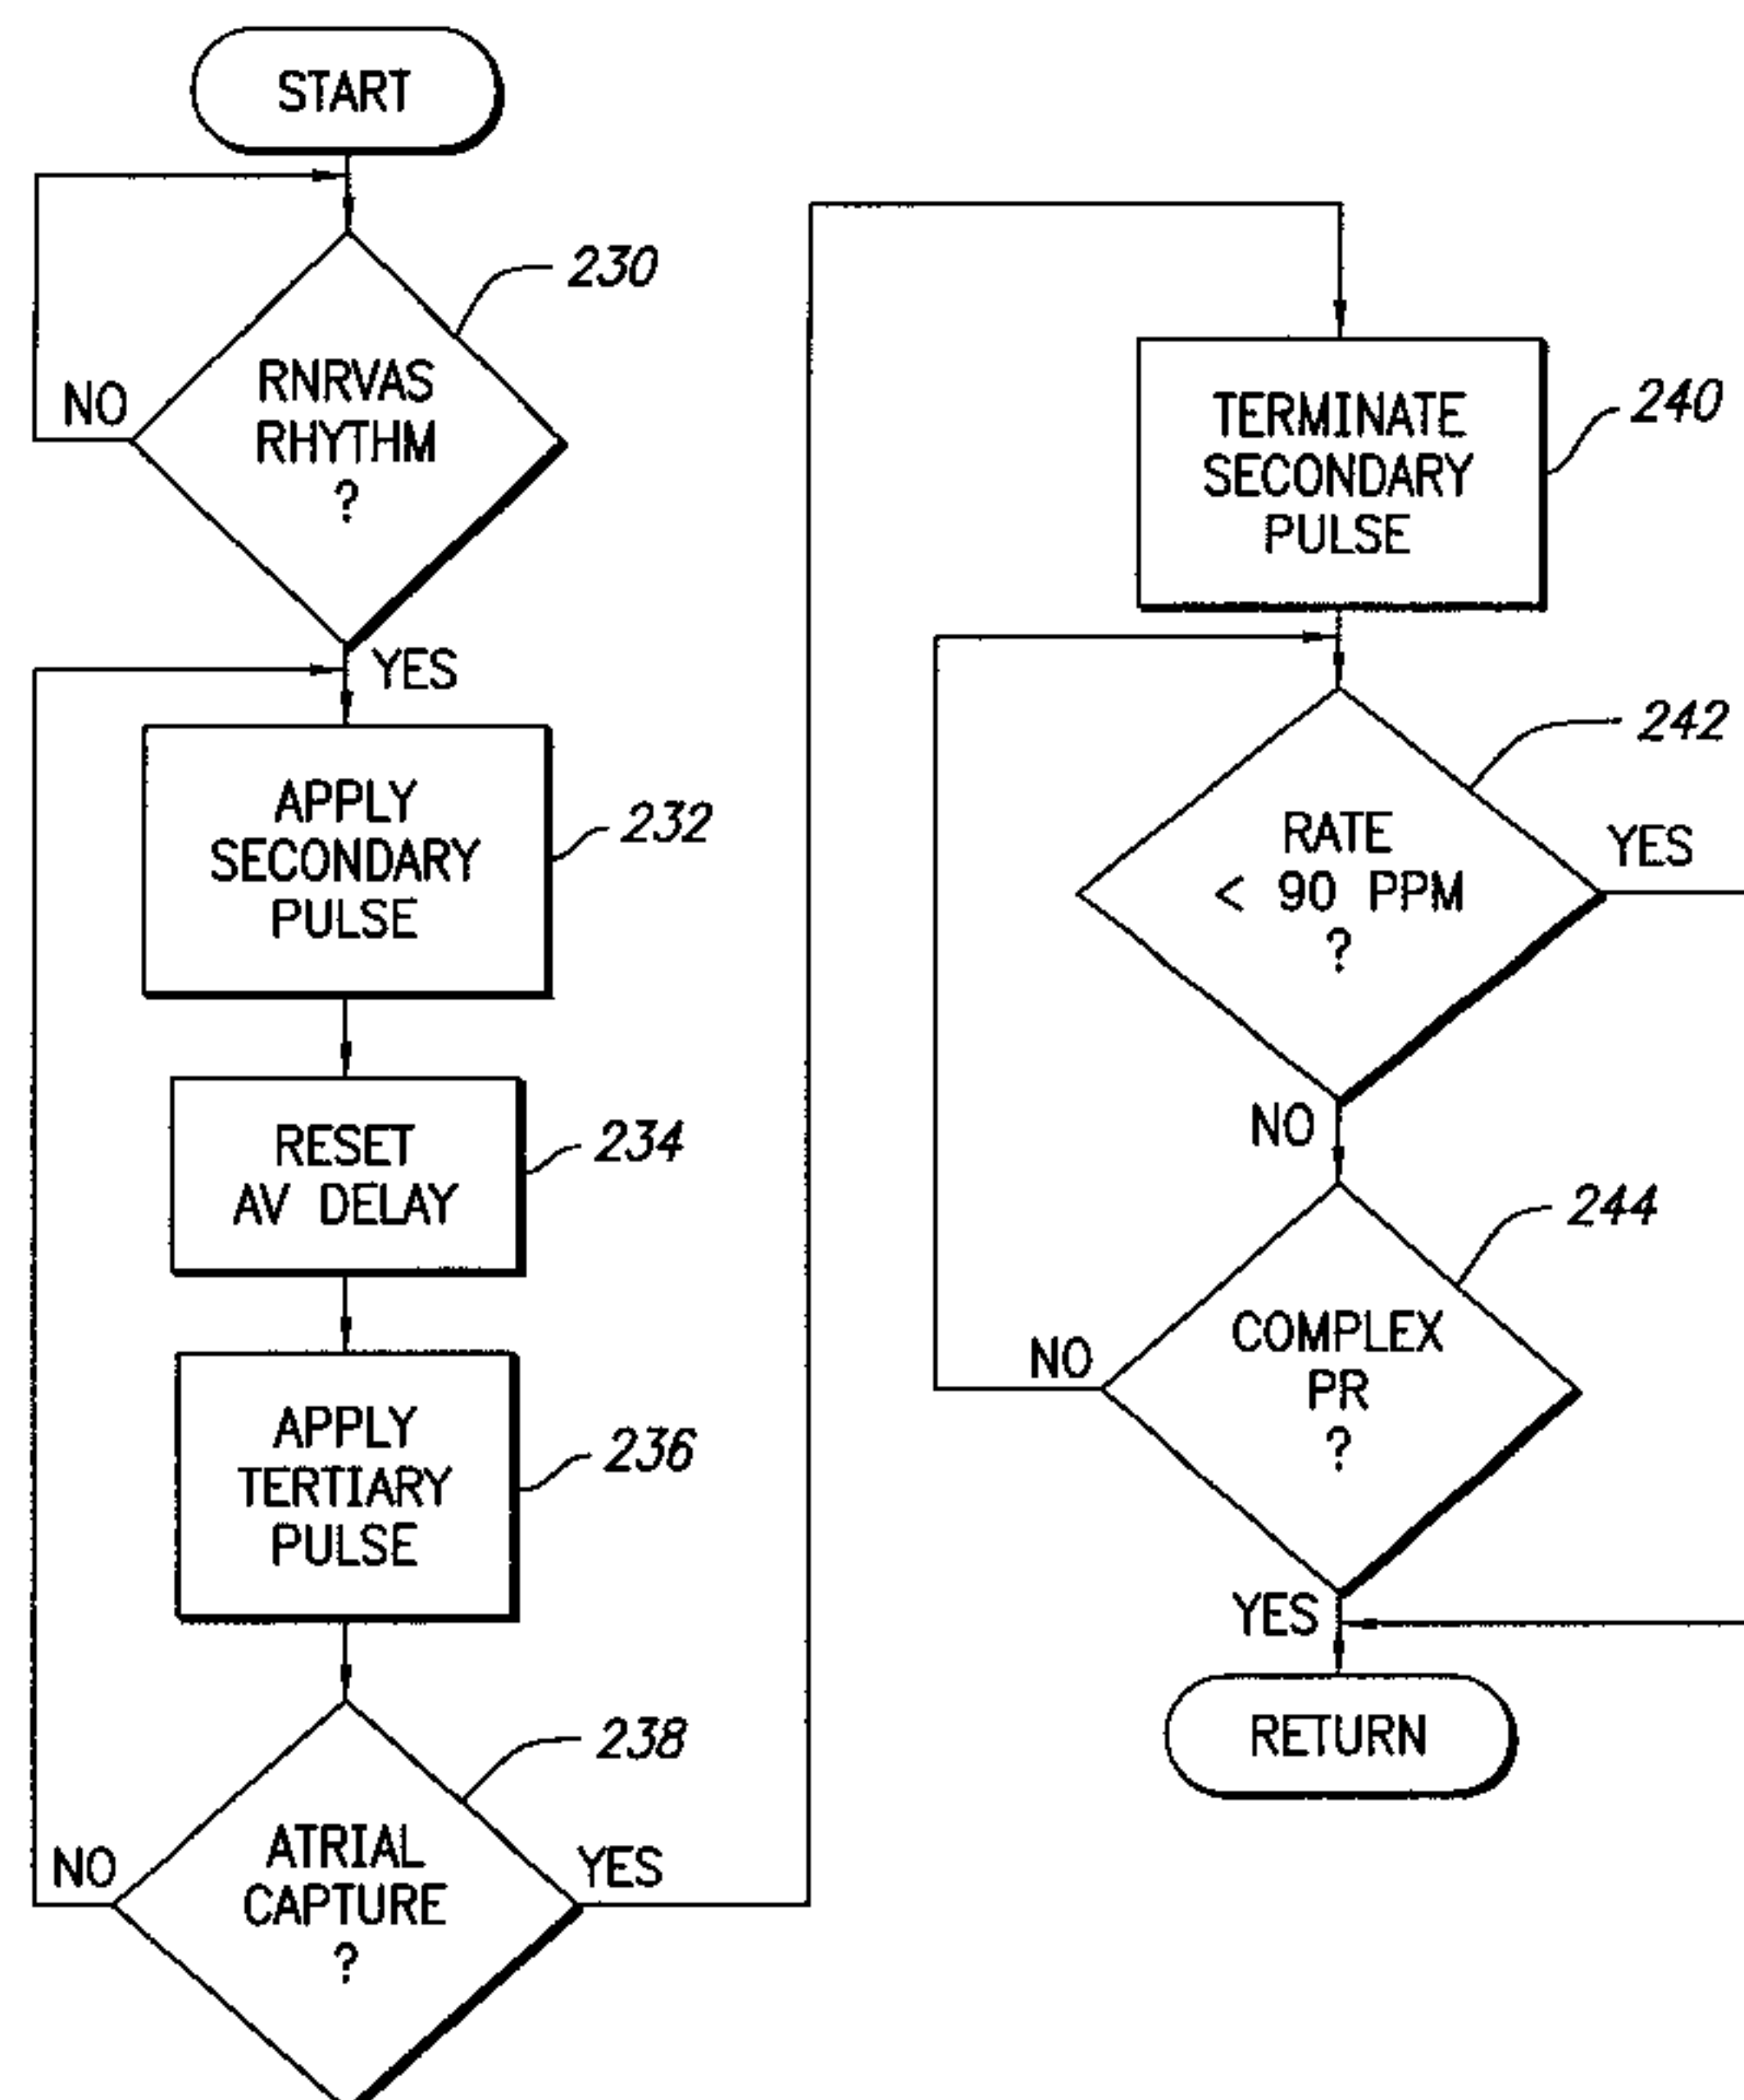 START
230
RNRVAS
RHYTHM
?
NO
YES
APPLY
SECONDARY
PULSE
232
RESET
AV DELAY
234
APPLY
TERTIARY
PULSE
236
238
ATRIAL
CAPTURE
?
NO
YES
TERMINATE
SECONDARY
PULSE
240
242
RATE
< 90 PPM
?
YES
NO
244
COMPLEX
PR
?
NO
YES
RETURN